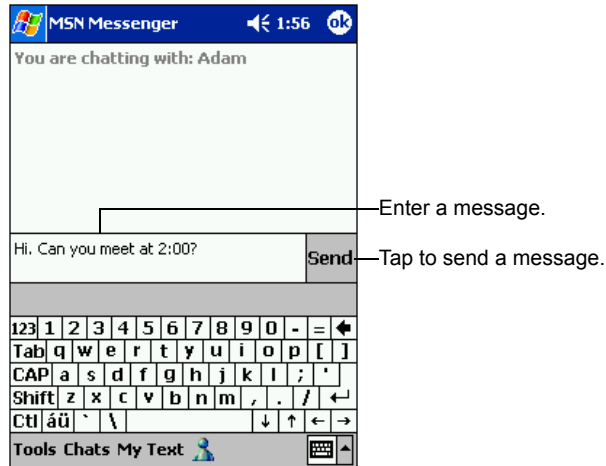 MSN Messenger 1:56 ok
You are chatting with: Adam
Enter a message.
Hi. Can you meet at 2:00?
Send
Tap to send a message.
123 1 2 3 4 5 6 7 8 9 0 - =
Tab q w e r t y u i o p [ ]
CAP a s d f g h j k l ; '
Shift z x c v b n m , . /
Ctl áü ` \
Tools Chats My Text